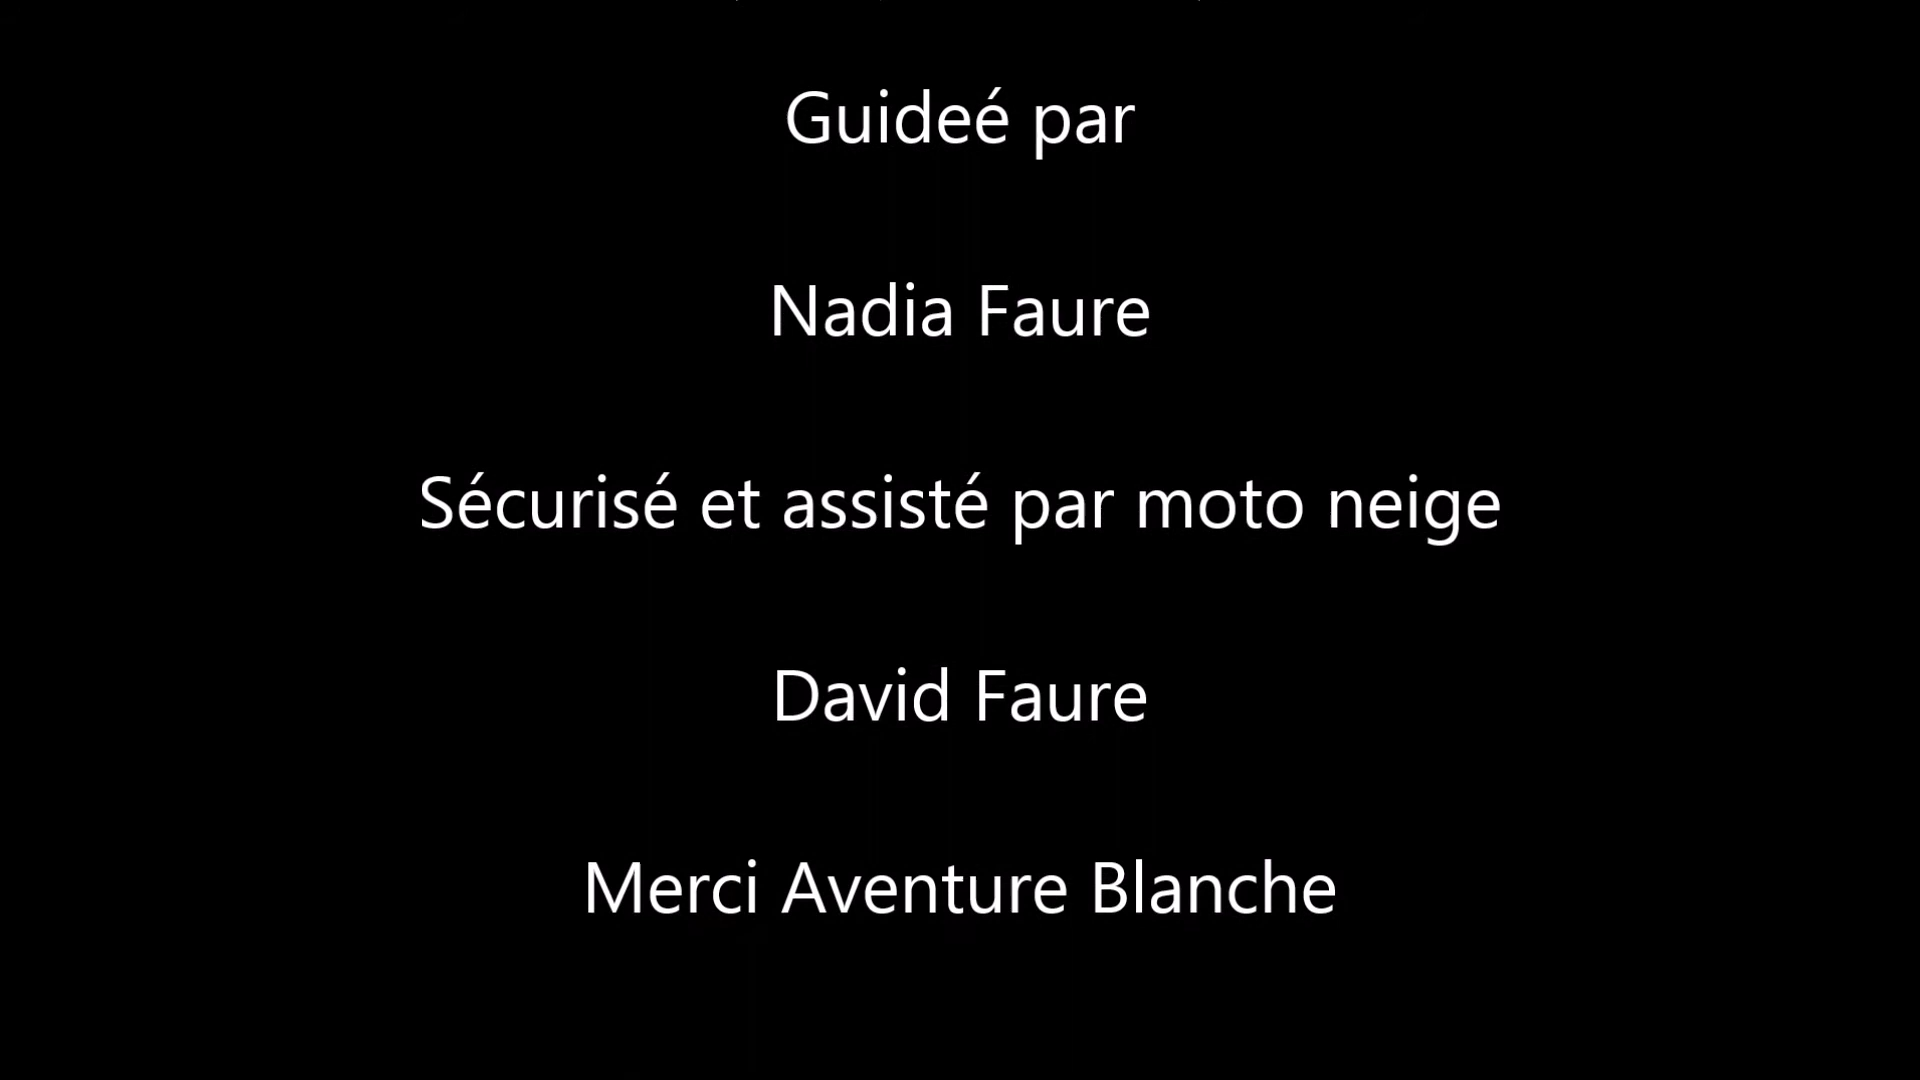 Guideé par
Nadia Faure
Sécurisé et assisté par moto neige
David Faure
Merci Aventure Blanche